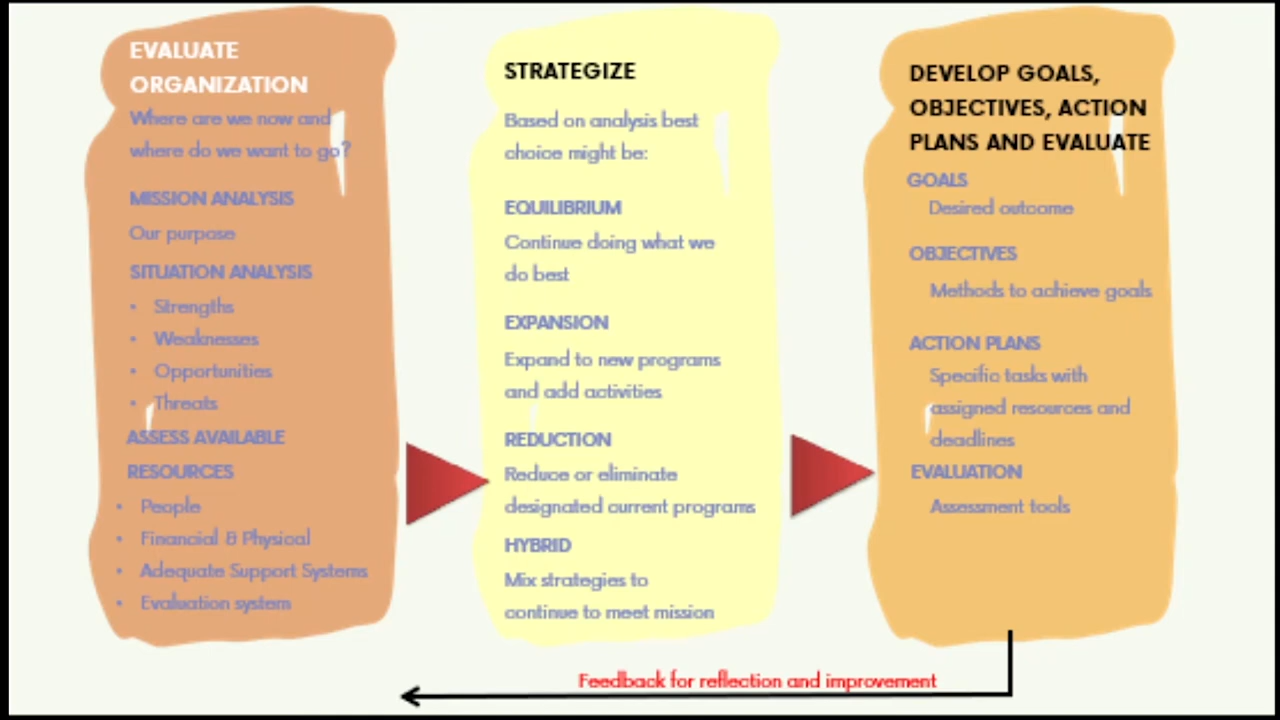 EVALUATE
ORGANIZATION
Where are we now and
where do we want to go?
MISSION ANALYSIS
Our purpose
SITUATION ANALYSIS
• Strengths
• Weaknesses
• Opportunities
• Threats
ASSESS AVAILABLE
RESOURCES
• People
• Financial & Physical
• Adequate Support Systems
• Evaluation system
STRATEGIZE
Based on analysis best
choice might be:
EQUILIBRIUM
Continue doing what we
do best
EXPANSION
Expand to new programs
and add activities
REDUCTION
Reduce or eliminate
designated current programs
HYBRID
Mix strategies to
continue to meet mission
DEVELOP GOALS,
OBJECTIVES, ACTION
PLANS AND EVALUATE
GOALS
Desired outcome
OBJECTIVES
Methods to achieve goals
ACTION PLANS
Specific tasks with
assigned resources and
deadlines
EVALUATION
Assessment tools
Feedback for reflection and improvement